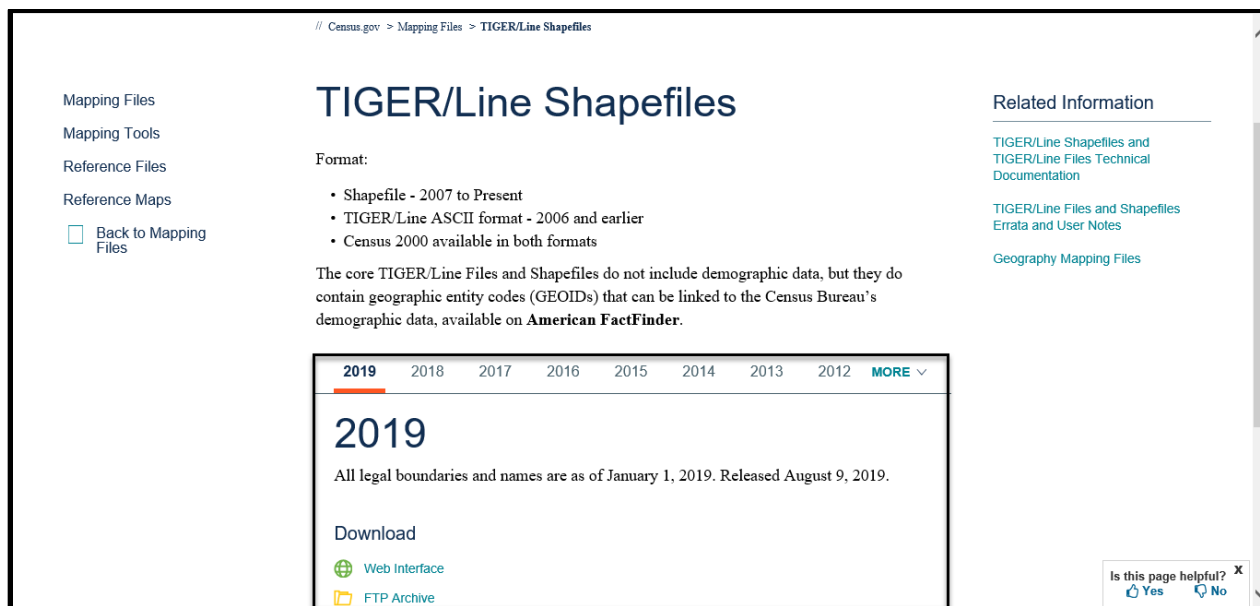 // Census.gov > Mapping Files > TIGER/Line Shapefiles
Mapping Files
Mapping Tools
Reference Files
Reference Maps
Back to Mapping
Files
TIGER/Line Shapefiles
Format:
• Shapefile - 2007 to Present
• TIGER/Line ASCII format - 2006 and earlier
• Census 2000 available in both formats
The core TIGER/Line Files and Shapefiles do not include demographic data, but they do
contain geographic entity codes (GEOIDs) that can be linked to the Census Bureau’s
demographic data, available on American FactFinder.
2019 2018 2017 2016 2015 2014 2013 2012 MORE
2019
All legal boundaries and names are as of January 1, 2019. Released August 9, 2019.
Download
Web Interface
FTP Archive
Related Information
TIGER/Line Shapefiles and
TIGER/Line Files Technical
Documentation
TIGER/Line Files and Shapefiles
Errata and User Notes
Geography Mapping Files
Is this page helpful? X
Yes No